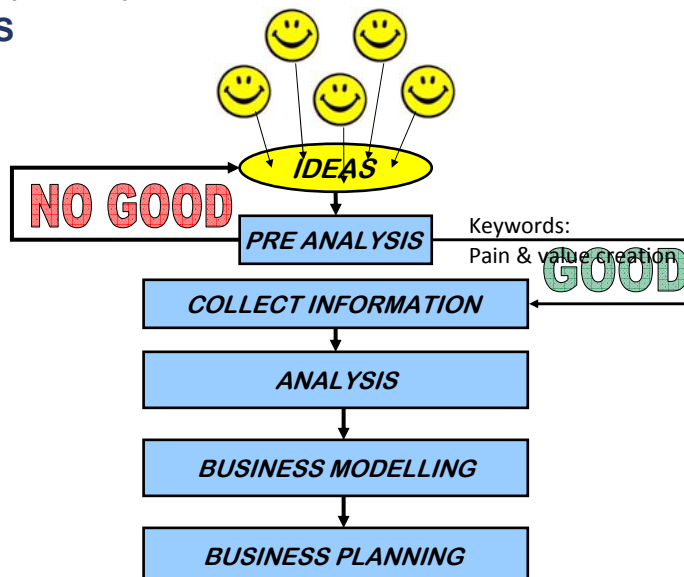 S
IDEAS
NO GOOD
PRE ANALYSIS
Keywords:
Pain & value creation
GOOD
COLLECT INFORMATION
ANALYSIS
BUSINESS MODELLING
BUSINESS PLANNING